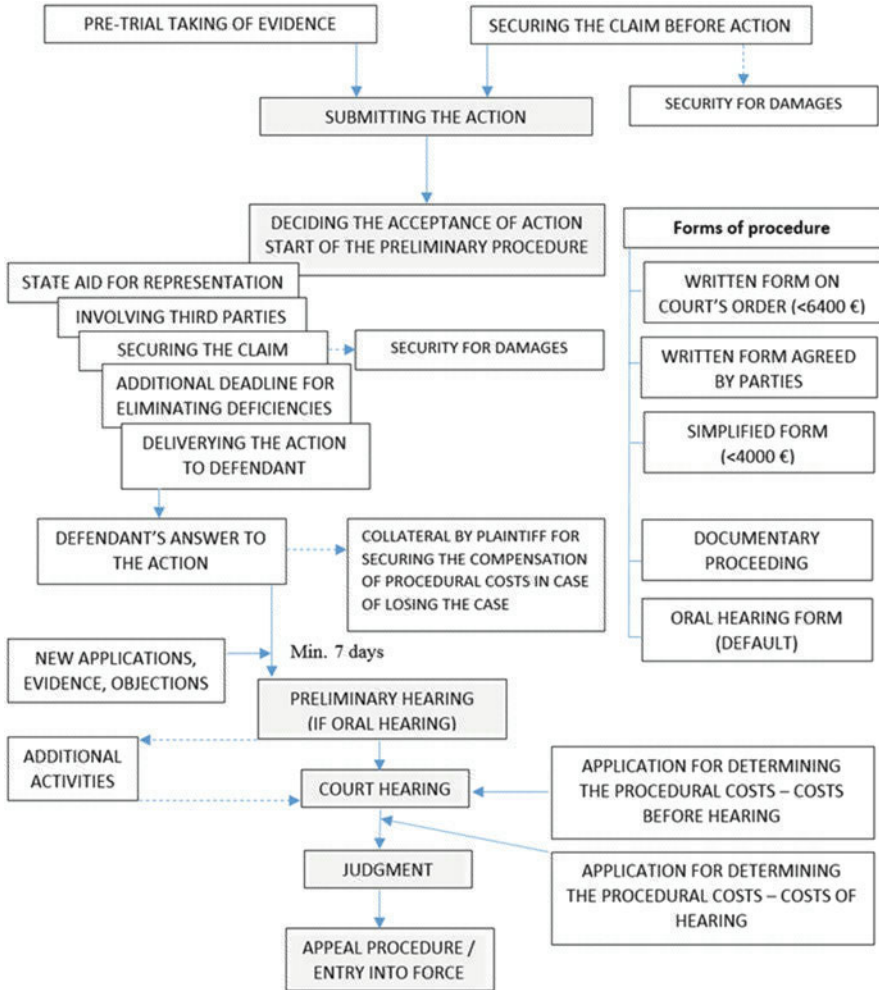 PRE-TRIAL TAKING OF EVIDENCE
SECURING THE CLAIM BEFORE ACTION
SECURITY FOR DAMAGES
SUBMITTING THE ACTION
DECIDING THE ACCEPTANCE OF ACTION
START OF THE PRELIMINARY PROCEDURE
STATE AID FOR REPRESENTATION
INVOLVING THIRD PARTIES
SECURING THE CLAIM
SECURITY FOR DAMAGES
ADDITIONAL DEADLINE FOR
ELIMINATING DEFICIENCIES
DELIVERYING THE ACTION
TO DEFENDANT
DEFENDANT'S ANSWER TO
THE ACTION
COLLATERAL BY PLAINTIFF FOR
SECURING THE COMPENSATION
OF PROCEDURAL COSTS IN CASE
OF LOSING THE CASE
NEW APPLICATIONS,
EVIDENCE, OBJECTIONS
Min. 7 days
PRELIMINARY HEARING
(IF ORAL HEARING)
ADDITIONAL
ACTIVITIES
COURT HEARING
JUDGMENT
APPEAL PROCEDURE /
ENTRY INTO FORCE
Forms of procedure
WRITTEN FORM ON
COURT'S ORDER (<6400 €)
WRITTEN FORM AGREED
BY PARTIES
SIMPLIFIED FORM
(<4000 €)
DOCUMENTARY
PROCEEDING
ORAL HEARING FORM
(DEFAULT)
APPLICATION FOR DETERMINING
THE PROCEDURAL COSTS – COSTS
BEFORE HEARING
APPLICATION FOR DETERMINING
THE PROCEDURAL COSTS – COSTS OF
HEARING